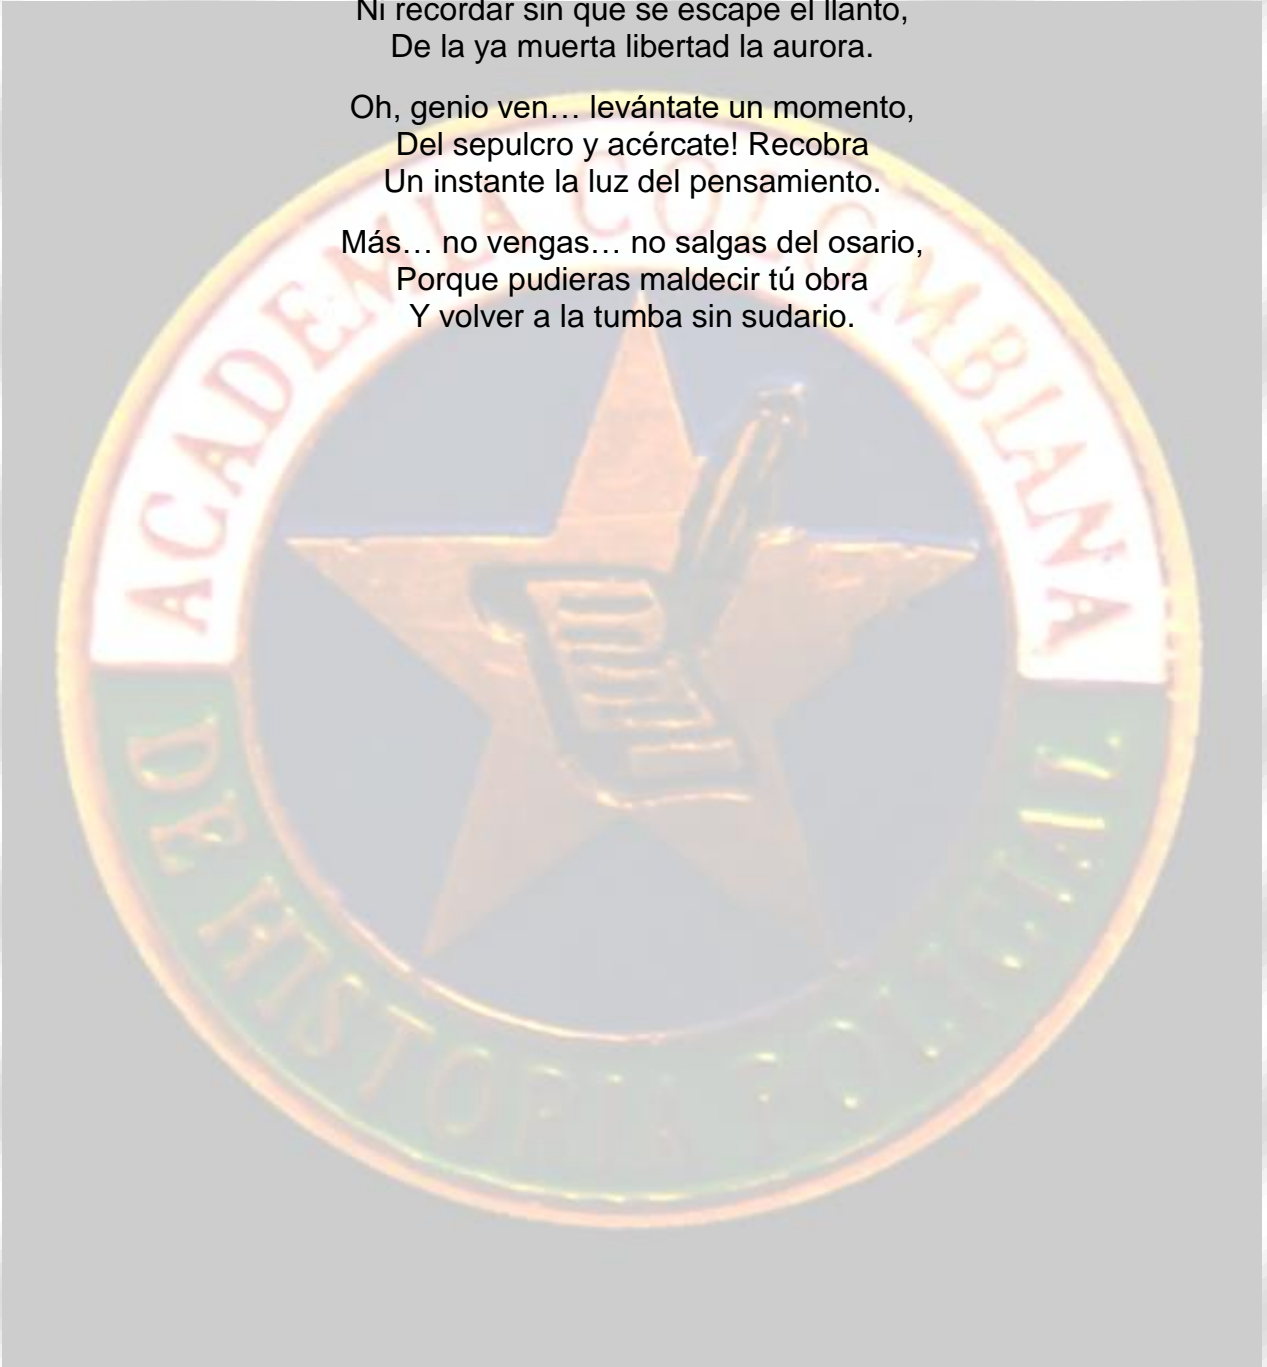 Ni recordar sin que se escape el llanto,
De la ya muerta libertad la aurora.
Oh, genio ven… levántate un momento,
Del sepulcro y acércate! Recobra
Un instante la luz del pensamiento.
Más… no vengas… no salgas del osario,
Porque pudieras maldecir tú obra
Y volver a la tumba sin sudario.
ACADEMIA COLOMBIANA
DE HISTORIA POLICIAL